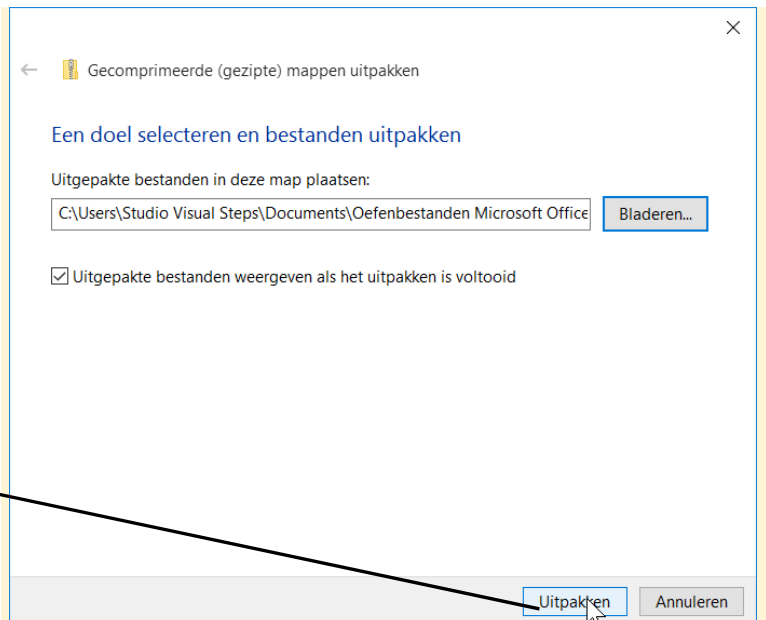 Gecomprimeerde (gezipte) mappen uitpakken
Een doel selecteren en bestanden uitpakken
Uitgepakte bestanden in deze map plaatsen:
C:\Users\Studio Visual Steps\Documents\Oefenbestanden Microsoft Office
Bladeren...
Uitgepakte bestanden weergeven als het uitpakken is voltooid
Uitpakken
Annuleren